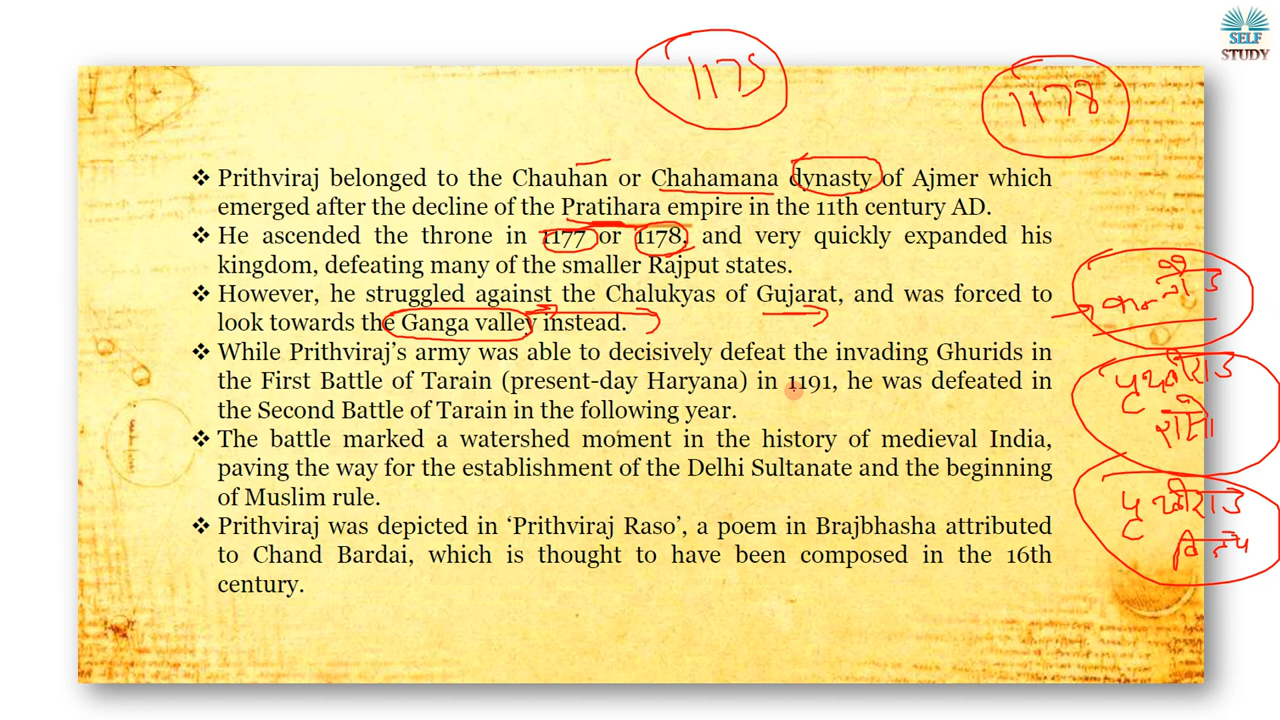 1175
1178
SELF
STUDY
❖ Prithviraj belonged to the Chauhan or Chahamana dynasty of Ajmer which
emerged after the decline of the Pratihara empire in the 11th century AD.
❖ He ascended the throne in 1177 or 1178, and very quickly expanded his
kingdom, defeating many of the smaller Rajput states.
❖ However, he struggled against the Chalukyas of Gujarat, and was forced to
look towards the Ganga valley instead.
❖ While Prithviraj's army was able to decisively defeat the invading Ghurids in
the First Battle of Tarain (present-day Haryana) in 1191, he was defeated in
the Second Battle of Tarain in the following year.
❖ The battle marked a watershed moment in the history of medieval India,
paving the way for the establishment of the Delhi Sultanate and the beginning
of Muslim rule.
❖ Prithviraj was depicted in 'Prithviraj Raso', a poem in Brajbhasha attributed
to Chand Bardai, which is thought to have been composed in the 16th
century.
पृथ्वीराज
रासो
पृथ्वीराज
विजय